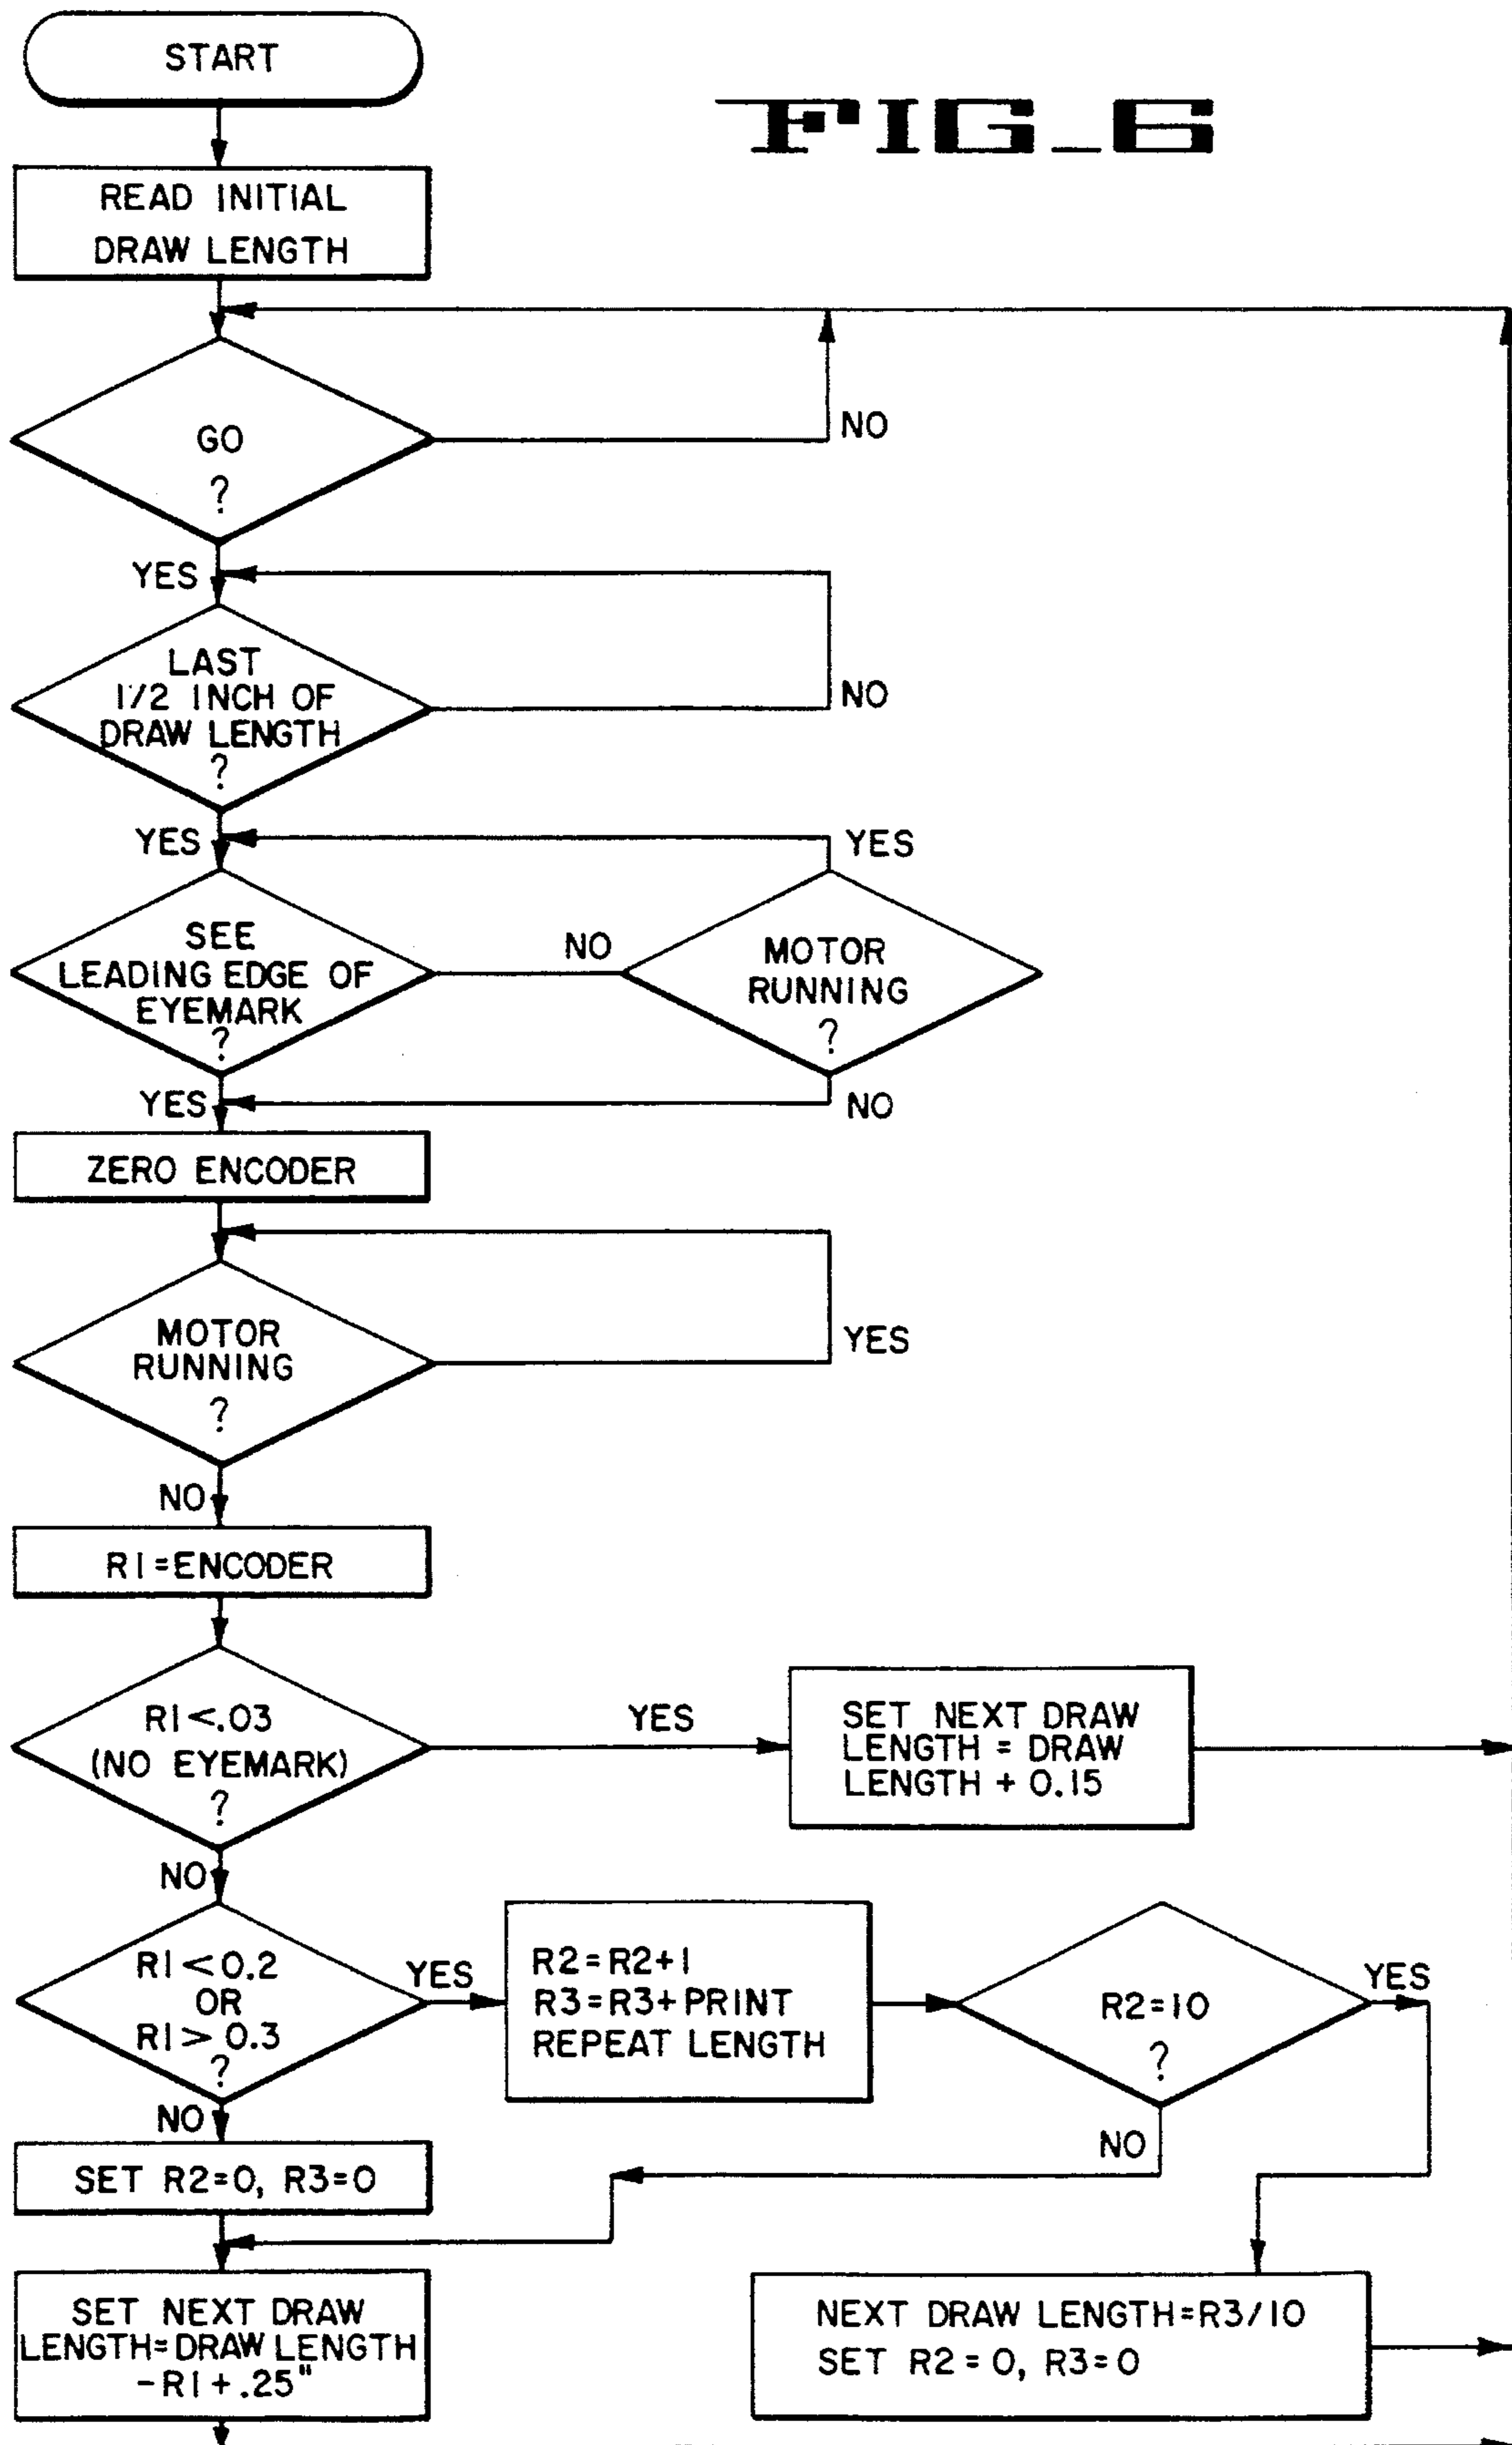 START
FIG_6
READ INITIAL
DRAW LENGTH
GO
?
NO
YES
LAST
1/2 INCH OF
DRAW LENGTH
?
NO
YES
SEE
LEADING EDGE OF
EYEMARK
?
NO
YES
MOTOR
RUNNING
?
YES
NO
ZERO ENCODER
MOTOR
RUNNING
?
YES
NO
R1=ENCODER
R1<.03
(NO EYEMARK)
?
YES
SET NEXT DRAW
LENGTH = DRAW
LENGTH + 0.15
NO
R1<0.2
OR
R1> 0.3
?
YES
R2=R2+1
R3=R3+PRINT
REPEAT LENGTH
R2=10
?
YES
NO
NO
SET R2=0, R3=0
SET NEXT DRAW
LENGTH=DRAW LENGTH
-R1+.25"
NEXT DRAW LENGTH=R3/10
SET R2=0, R3=0